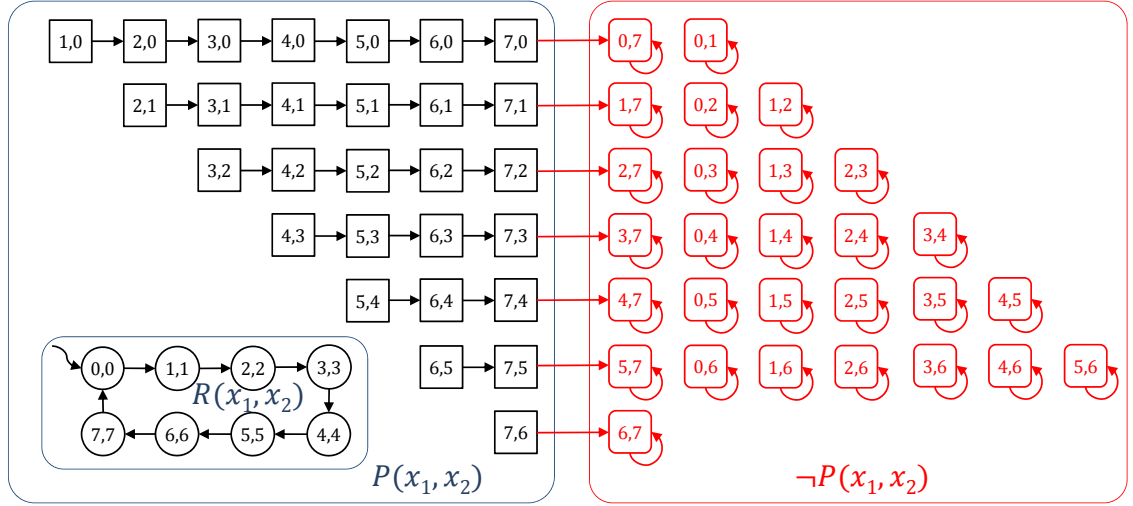 1,0 2,0 3,0 4,0 5,0 6,0 7,0 0,7 0,1
2,1 3,1 4,1 5,1 6,1 7,1 1,7 0,2 1,2
3,2 4,2 5,2 6,2 7,2 2,7 0,3 1,3 2,3
4,3 5,3 6,3 7,3 3,7 0,4 1,4 2,4 3,4
5,4 6,4 7,4 4,7 0,5 1,5 2,5 3,5 4,5
0,0 1,1 2,2 3,3 6,5 7,5 5,7 0,6 1,6 2,6 3,6 4,6 5,6
R(x₁, x₂)
7,7 6,6 5,5 4,4 7,6 6,7
P(x₁, x₂) ¬P(x₁, x₂)